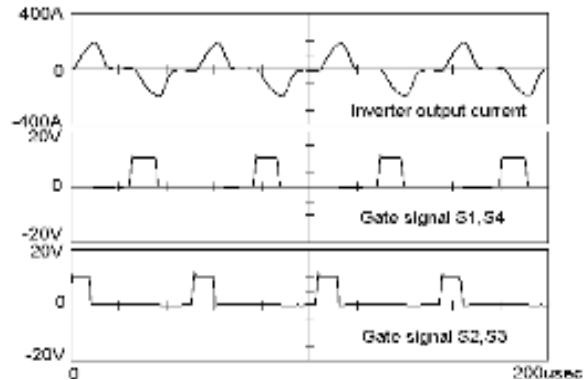 400A
0
-400A
Inverter output current
20V
0
-20V
Gate signal S1,S4
20V
0
-20V
Gate signal S2,S3
0
200usec